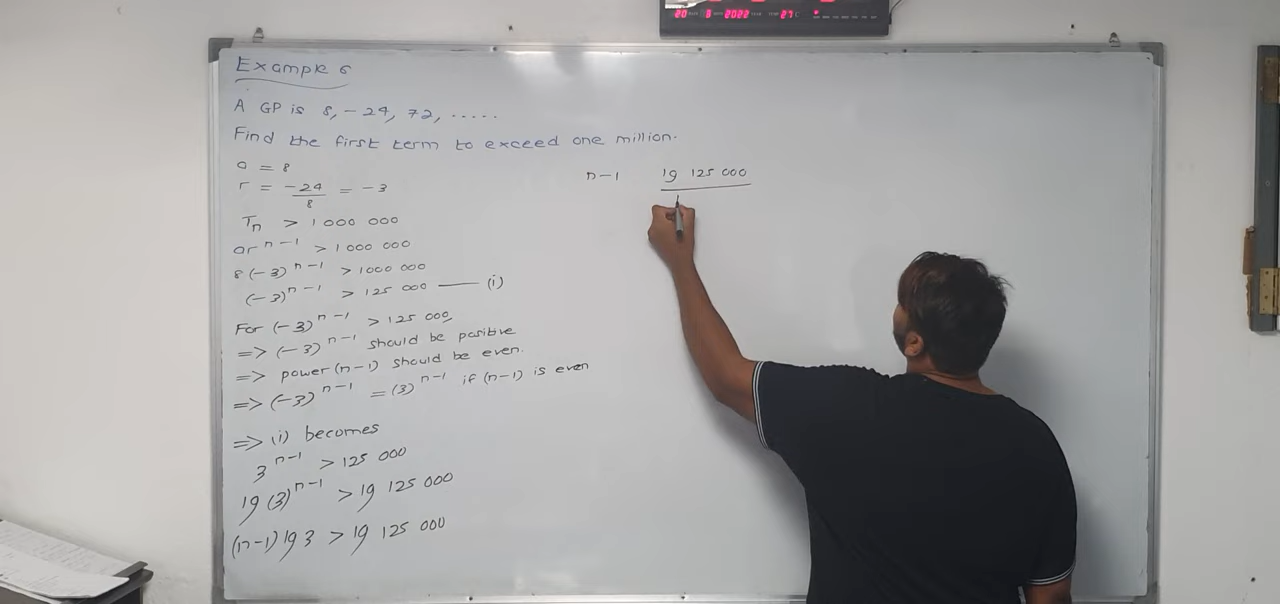 20 8 2022 27
Example 6
A GP is 8, -24, 72, .....
Find the first term to exceed one million.
a = 8
r = -24/8 = -3
Tn > 1 000 000
ar^n-1 > 1 000 000
8(-3)^n-1 > 1000 000
(-3)^n-1 > 125 000 —— (i)
For (-3)^n-1 > 125 000,
=> (-3)^n-1 should be positive
=> power (n-1) should be even.
=> (-3)^n-1 = (3)^n-1 if (n-1) is even
=> (i) becomes
3^n-1 > 125 000
lg (3)^n-1 > lg 125 000
(n-1) lg 3 > lg 125 000
n-1 lg 125 000